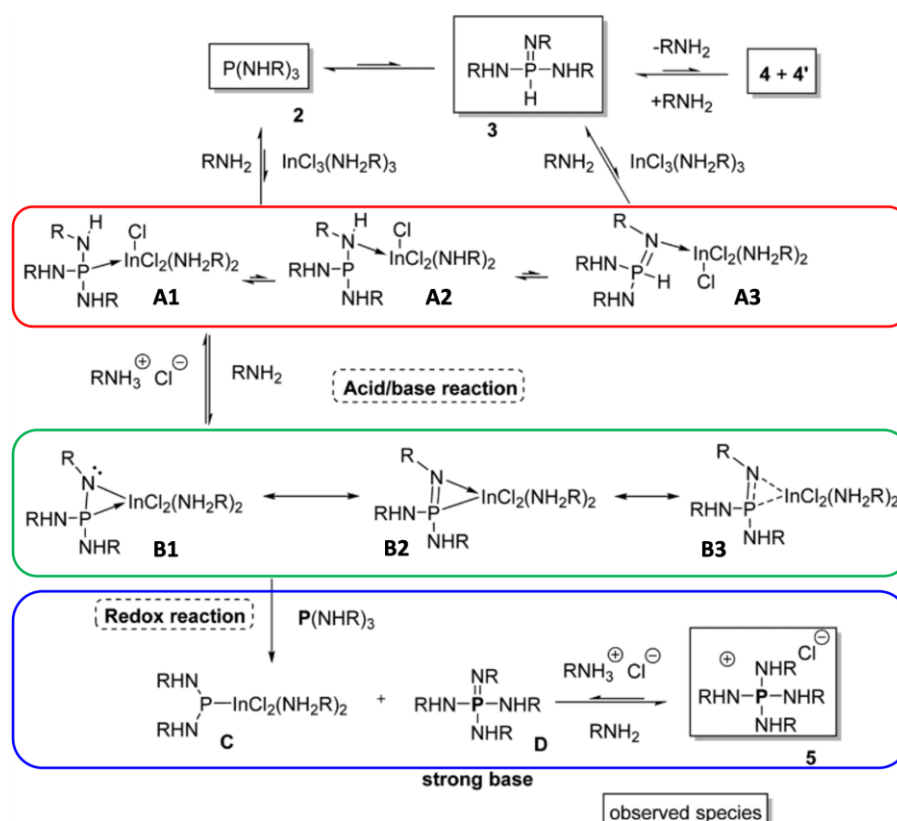 P(NHR)₃
2
NR
RHN–P–NHR
H
3
-RNH₂
+RNH₂
4 + 4'
RNH₂
InCl₃(NH₂R)₃
RNH₂
InCl₃(NH₂R)₃
H
R
N
Cl
RHN–P
InCl₂(NH₂R)₂
NHR
A1
H
R
N
Cl
RHN–P
InCl₂(NHR)₂
NHR
A2
R
N
RHN
P
H
InCl₂(NH₂R)₂
RHN
Cl
A3
RNH₃⊕ Cl⊖
RNH₂
Acid/base reaction
R
N
InCl₂(NH₂R)₂
RHN–P
NHR
B1
R
N
InCl₂(NH₂R)₂
RHN–P
NHR
B2
R
N
InCl₂(NH₂R)₂
RHN–P
NHR
B3
Redox reaction
P(NHR)₃
RHN
P–InCl₂(NH₂R)₂
RHN
C
+
NR
RHN–P–NHR
NHR
D
RNH₃⊕ Cl⊖
RNH₂
⊕
Cl⊖
NHR
RHN–P–NHR
NHR
5
strong base
observed species